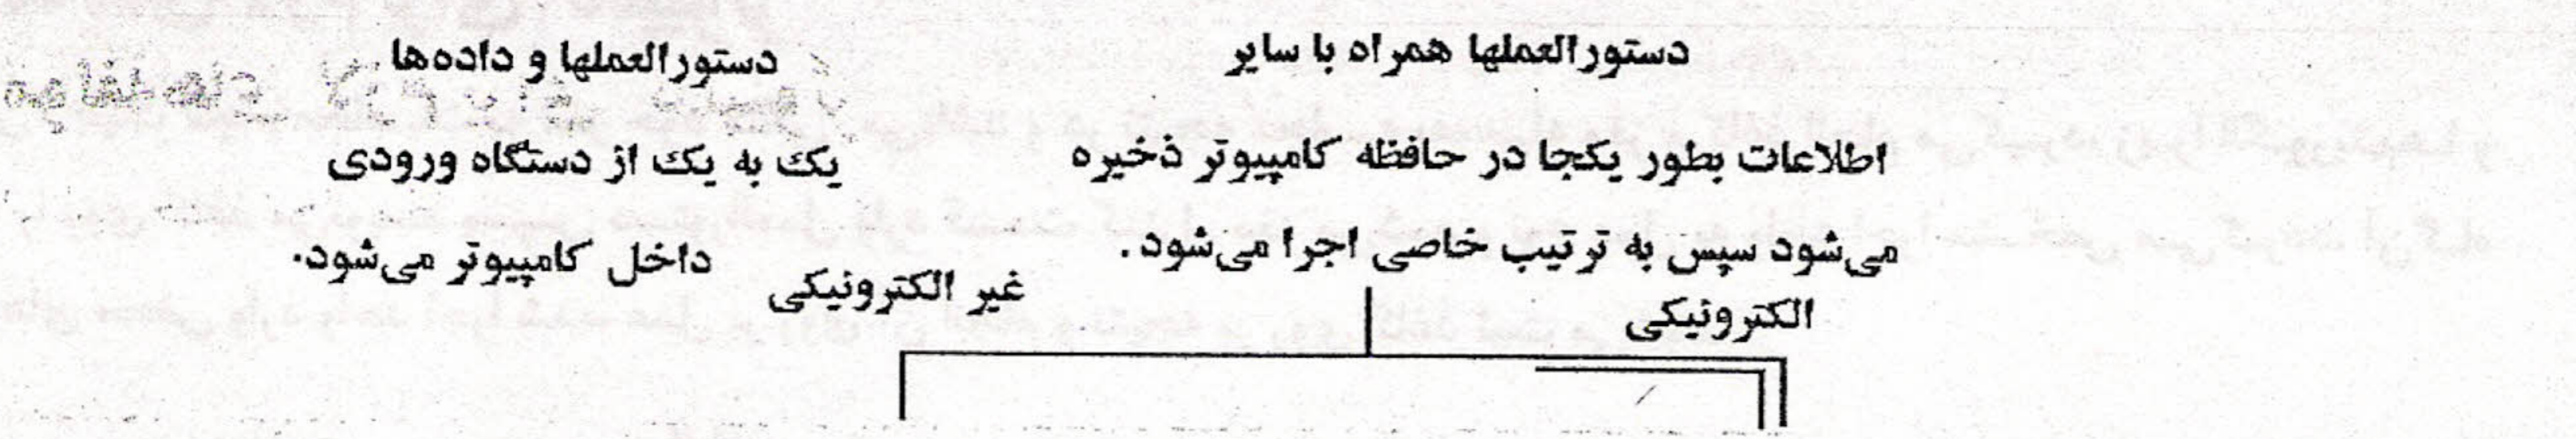 دستورالعملها همراه با سایر
اطلاعات بطور یکجا در حافظه کامپیوتر ذخیره
می‌شود سپس به ترتیب خاصی اجرا می‌شود.
دستورالعملها و داده‌ها
یک به یک از دستگاه ورودی
داخل کامپیوتر می‌شود.
الکترونیکی
غیر الکترونیکی